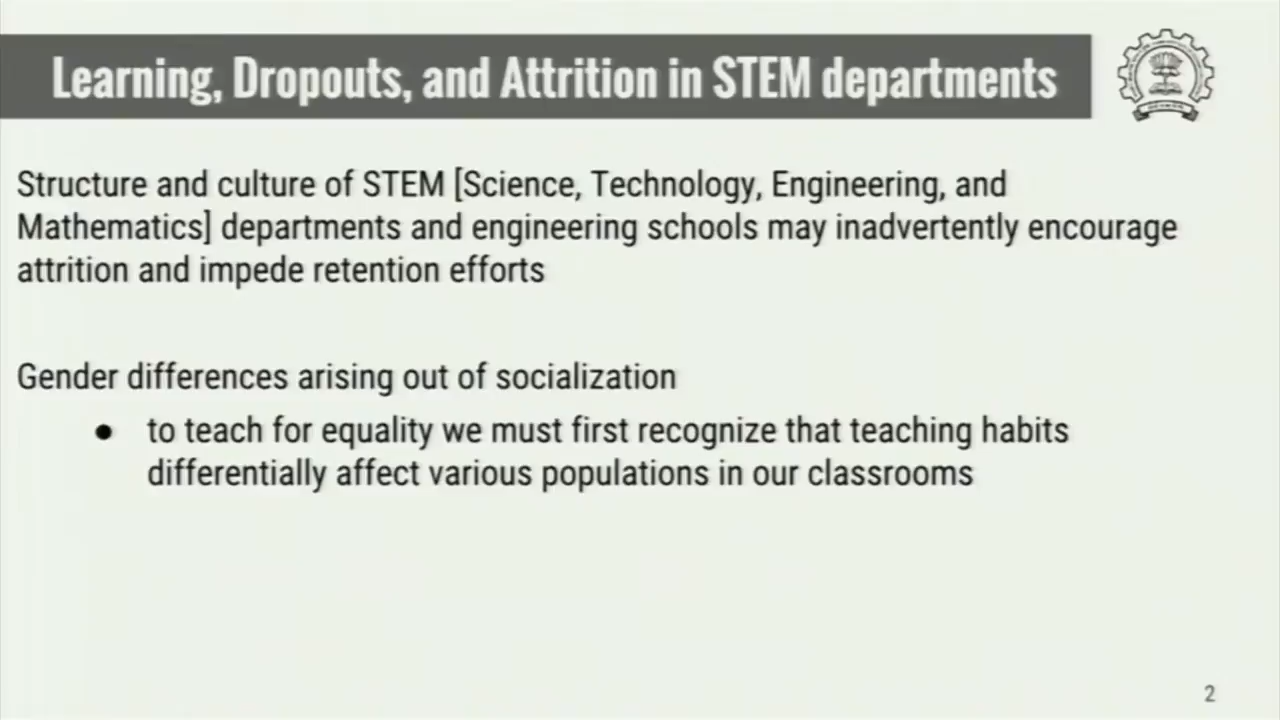 Learning, Dropouts, and Attrition in STEM departments
Structure and culture of STEM [Science, Technology, Engineering, and
Mathematics] departments and engineering schools may inadvertently encourage
attrition and impede retention efforts
Gender differences arising out of socialization
● to teach for equality we must first recognize that teaching habits
differentially affect various populations in our classrooms
2